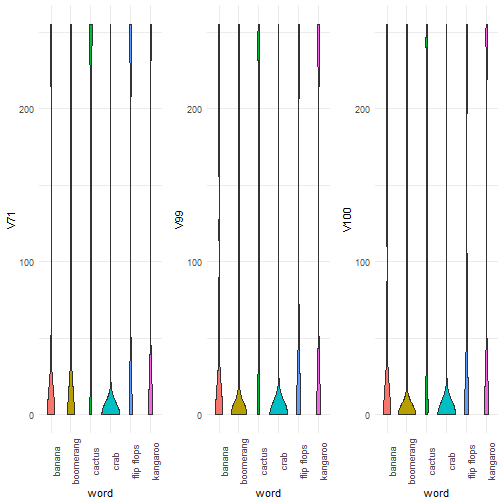 V71
200
100
0
banana
boomerang
cactus
crab
flip flops
kangaroo
word
V99
200
100
0
banana
boomerang
cactus
crab
flip flops
kangaroo
word
V100
200
100
0
banana
boomerang
cactus
crab
flip flops
kangaroo
word